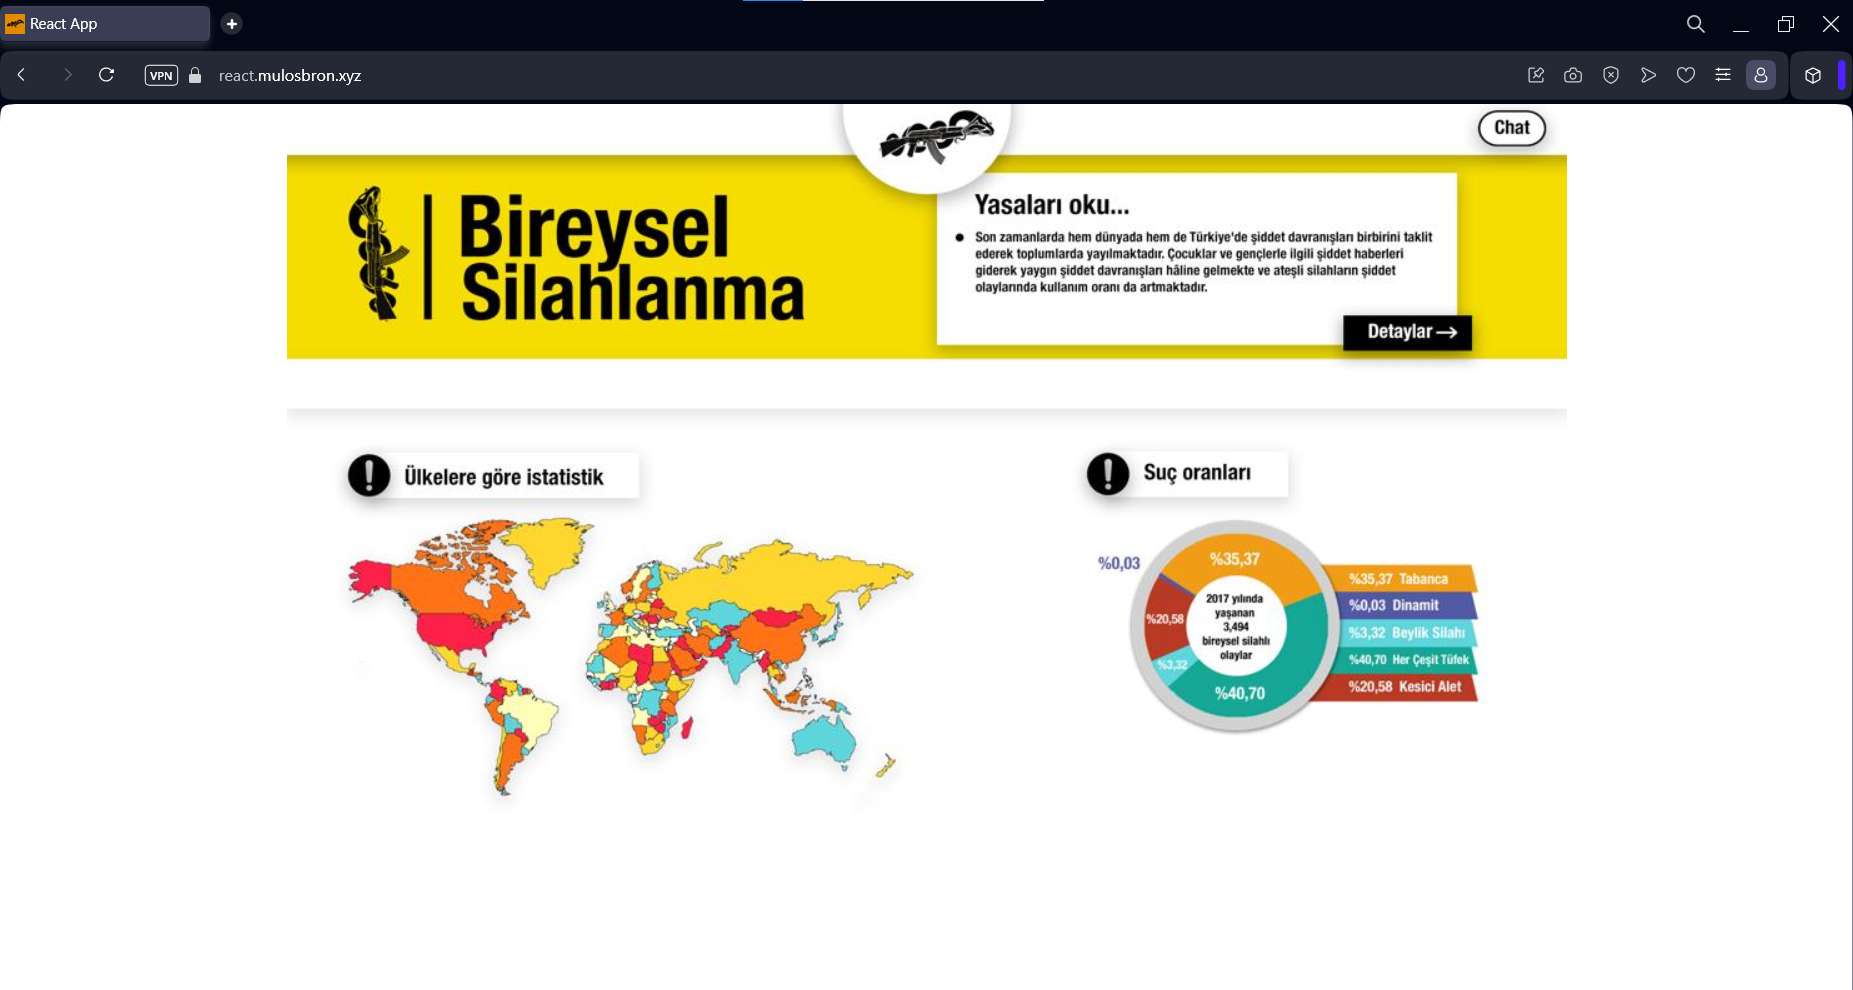 React App
VPN
react.mulosbron.xyz
Chat
Bireysel
Silahlanma
Yasaları oku...
Son zamanlarda hem dünyada hem de Türkiye'de şiddet davranışları birbirini taklit
ederek toplumlarda yayılmaktadır. Çocuklar ve gençlerle ilgili şiddet haberleri
giderek yaygın şiddet davranışları hâline gelmekte ve ateşli silahların şiddet
olaylarında kullanım oranı da artmaktadır.
Detaylar
Ülkelere göre istatistik
Suç oranları
%0,03
%35,37
%20,58
%3,32
%40,70
2017 yılında
yaşanan
3,494
bireysel silahlı
olaylar
%35,37 Tabanca
%0,03 Dinamit
%3,32 Beylik Silahı
%40,70 Her Çeşit Tüfek
%20,58 Kesici Alet